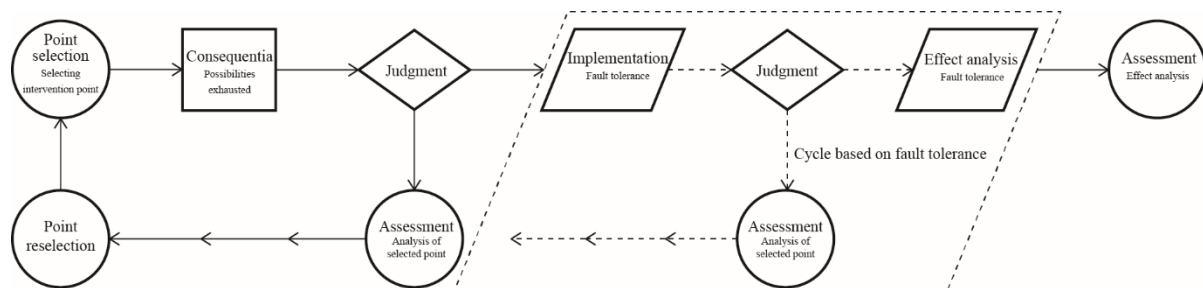 Point
selection
Selecting
intervention point
Consequentia
Possibilities
exhausted
Judgment
Implementation
Fault tolerance
Judgment
Effect analysis
Fault tolerance
Assessment
Effect analysis
Cycle based on fault tolerance
Point
reselection
Assessment
Analysis of
selected point
Assessment
Analysis of
selected point